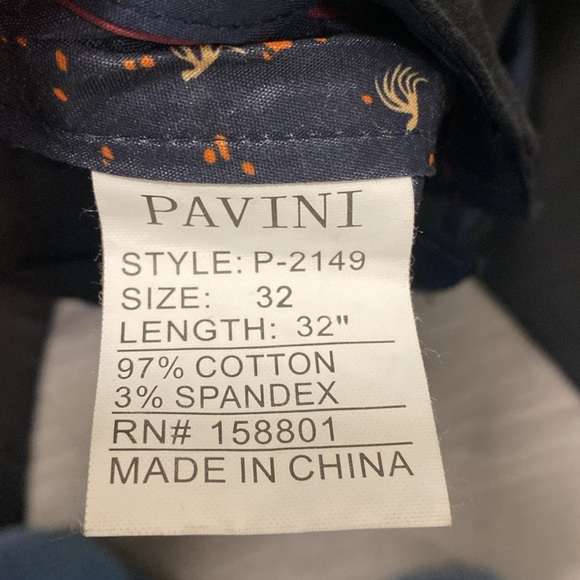 PAVINI
STYLE: P-2149
SIZE: 32
LENGTH: 32"
97% COTTON
3% SPANDEX
RN# 158801
MADE IN CHINA